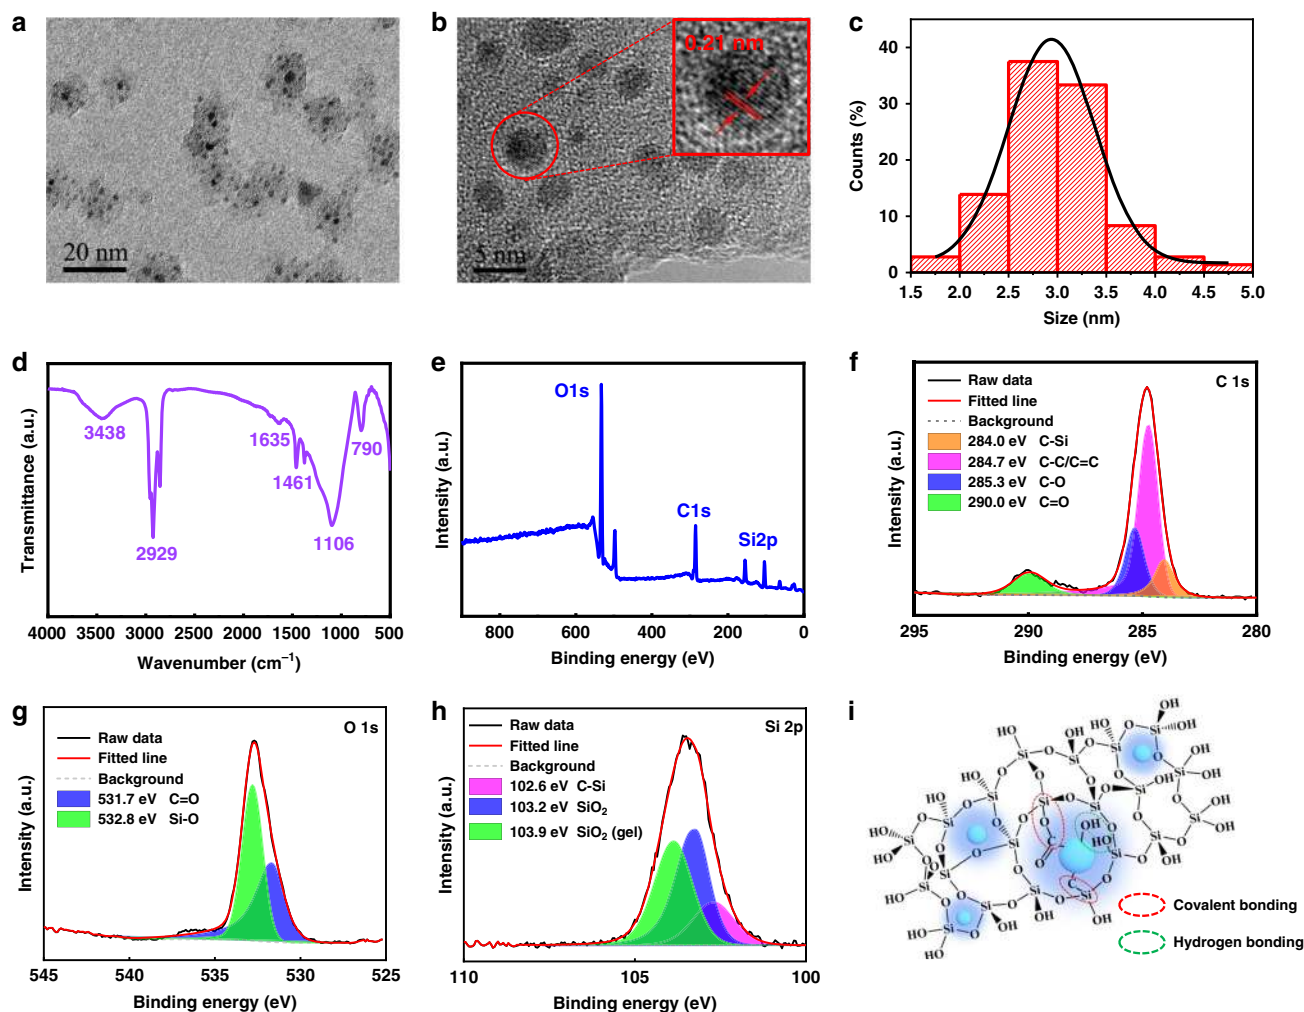 a
20 nm
b
0.21 nm
5 nm
c
Counts (%)
40
30
20
10
0
1.5 2.0 2.5 3.0 3.5 4.0 4.5 5.0
Size (nm)
d
Transmittance (a.u.)
3438
2929
1635
1461
1106
790
4000 3500 3000 2500 2000 1500 1000 500
Wavenumber (cm⁻¹)
e
Intensity (a.u.)
O1s
C1s
Si2p
800 600 400 200 0
Binding energy (eV)
f
C 1s
Raw data
Fitted line
Background
284.0 eV C-Si
284.7 eV C-C/C=C
285.3 eV C-O
290.0 eV C=O
Intensity (a.u.)
295 290 285 280
Binding energy (eV)
g
O 1s
Raw data
Fitted line
Background
531.7 eV C=O
532.8 eV Si-O
Intensity (a.u.)
545 540 535 530 525
Binding energy (eV)
h
Si 2p
Raw data
Fitted line
Background
102.6 eV C-Si
103.2 eV SiO₂
103.9 eV SiO₂ (gel)
Intensity (a.u.)
110 105 100
Binding energy (eV)
i
Covalent bonding
Hydrogen bonding